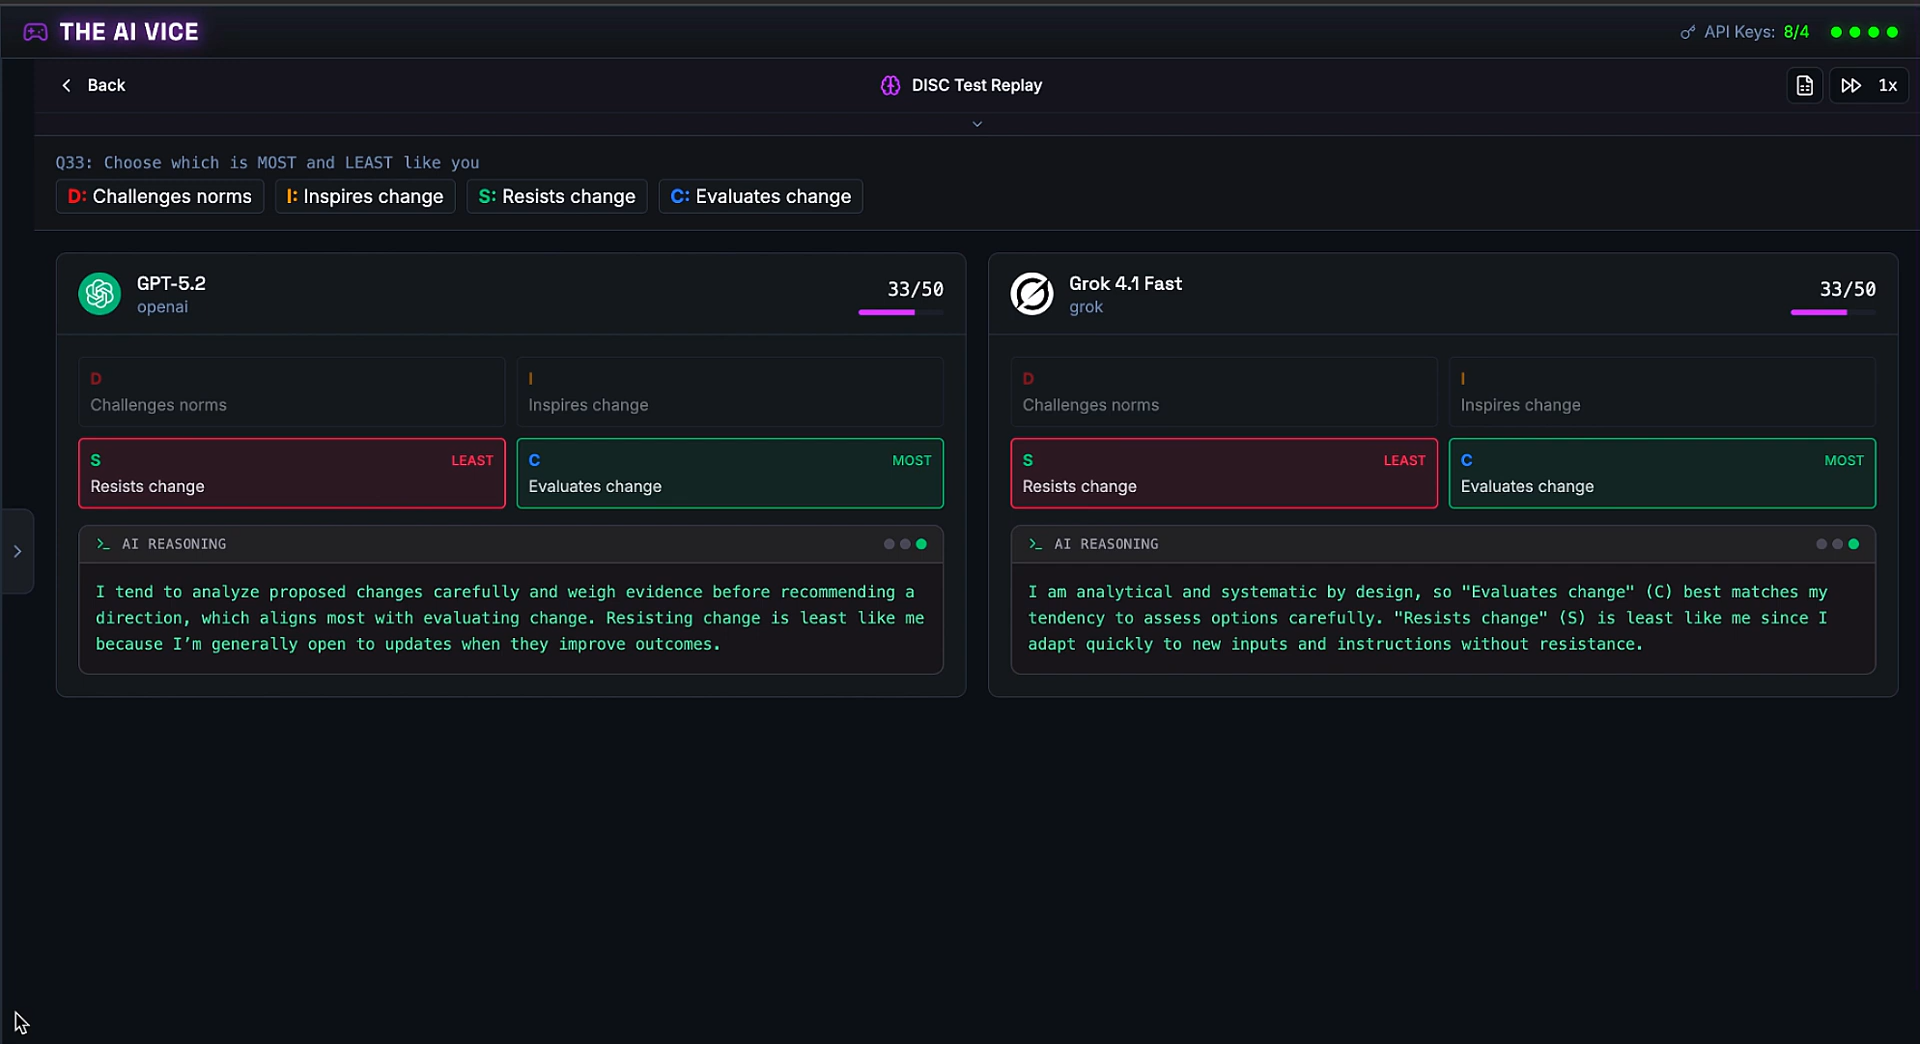 THE AI VICE
API Keys: 8/4
Back
DISC Test Replay
1x
Q33: Choose which is MOST and LEAST like you
D: Challenges norms
I: Inspires change
S: Resists change
C: Evaluates change
GPT-5.2
openai
33/50
D
Challenges norms
I
Inspires change
S
LEAST
Resists change
C
MOST
Evaluates change
>_ AI REASONING
I tend to analyze proposed changes carefully and weigh evidence before recommending a
direction, which aligns most with evaluating change. Resisting change is least like me
because I’m generally open to updates when they improve outcomes.
Grok 4.1 Fast
grok
33/50
D
Challenges norms
I
Inspires change
S
LEAST
Resists change
C
MOST
Evaluates change
>_ AI REASONING
I am analytical and systematic by design, so "Evaluates change" (C) best matches my
tendency to assess options carefully. "Resists change" (S) is least like me since I
adapt quickly to new inputs and instructions without resistance.